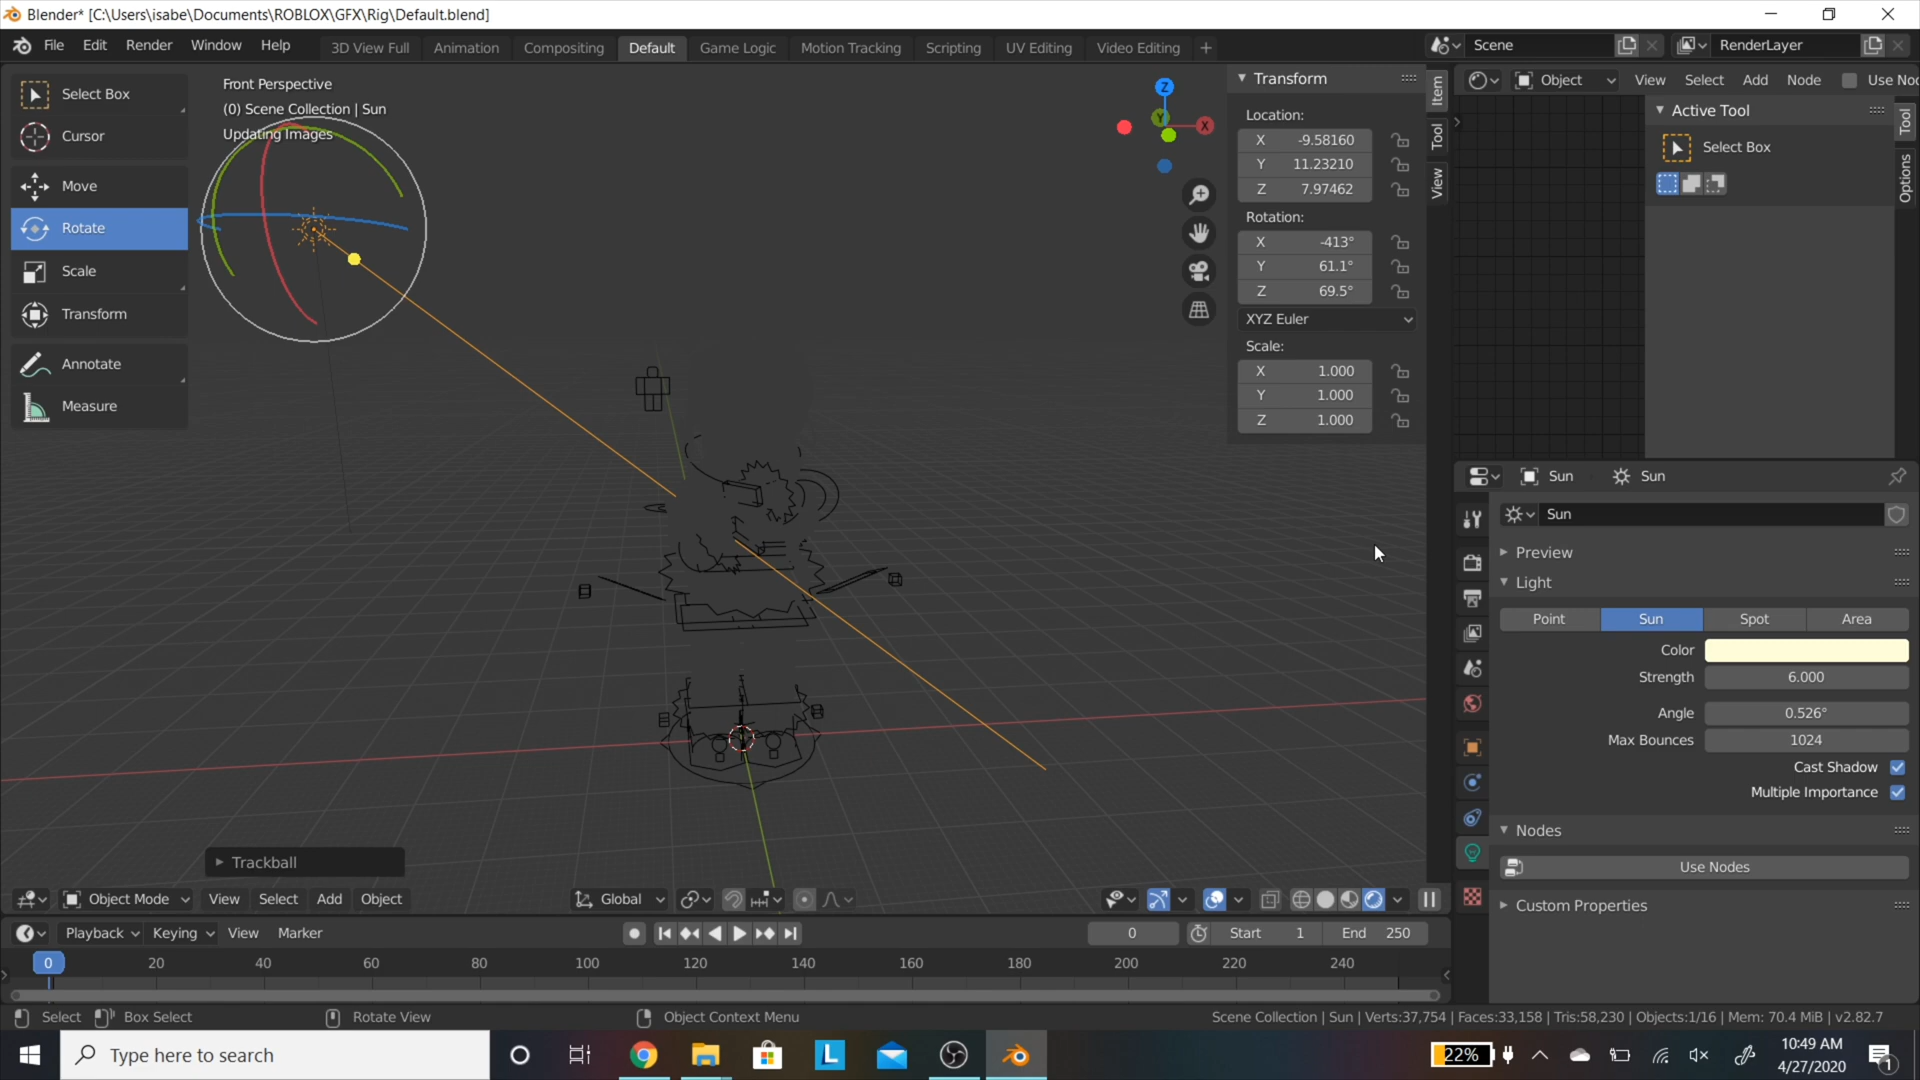 Blender* [C:\Users\isabe\Documents\ROBLOX\GFX\Rig\Default.blend]
File Edit Render Window Help 3D View Full Animation Compositing Default Game Logic Motion Tracking Scripting UV Editing Video Editing + Scene RenderLayer
Select Box
Cursor
Move
Rotate
Scale
Transform
Annotate
Measure
Front Perspective
(0) Scene Collection | Sun
Updating Images
Z
Y
X
Transform
Location:
X -9.58160
Y 11.23210
Z 7.97462
Rotation:
X -413°
Y 61.1°
Z 69.5°
XYZ Euler
Scale:
X 1.000
Y 1.000
Z 1.000
Item
Tool
View
Object View Select Add Node Use Noc
Active Tool
Select Box
Tool
Options
Sun Sun
Sun
Preview
Light
Point Sun Spot Area
Color
Strength 6.000
Angle 0.526°
Max Bounces 1024
Cast Shadow
Multiple Importance
Nodes
Use Nodes
Custom Properties
Trackball
Object Mode View Select Add Object Global
Playback Keying View Marker 0 Start 1 End 250
0 20 40 60 80 100 120 140 160 180 200 220 240
Select Box Select Rotate View Object Context Menu Scene Collection | Sun | Verts:37,754 | Faces:33,158 | Tris:58,230 | Objects:1/16 | Mem: 70.4 MiB | v2.82.7
Type here to search L 22% 10:49 AM
4/27/2020 1